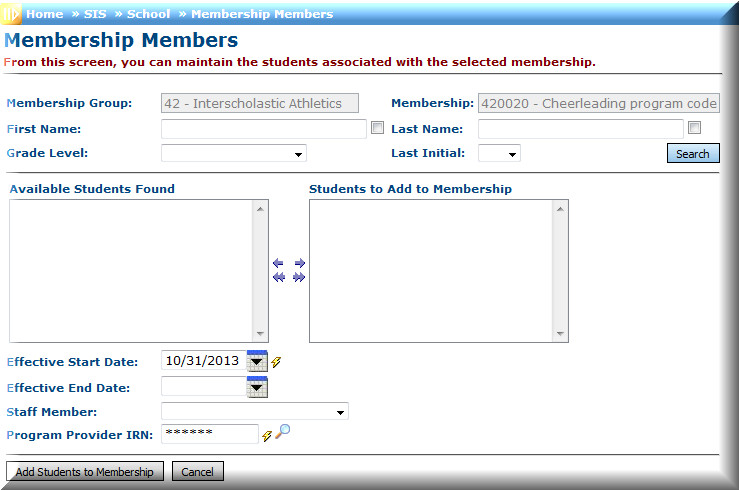 Home » SIS » School » Membership Members
Membership Members
From this screen, you can maintain the students associated with the selected membership.
Membership Group: 42 - Interscholastic Athletics Membership: 420020 - Cheerleading program code
First Name: Last Name:
Grade Level: Last Initial: Search
Available Students Found Students to Add to Membership
Effective Start Date: 10/31/2013
Effective End Date:
Staff Member:
Program Provider IRN: ******
Add Students to Membership Cancel